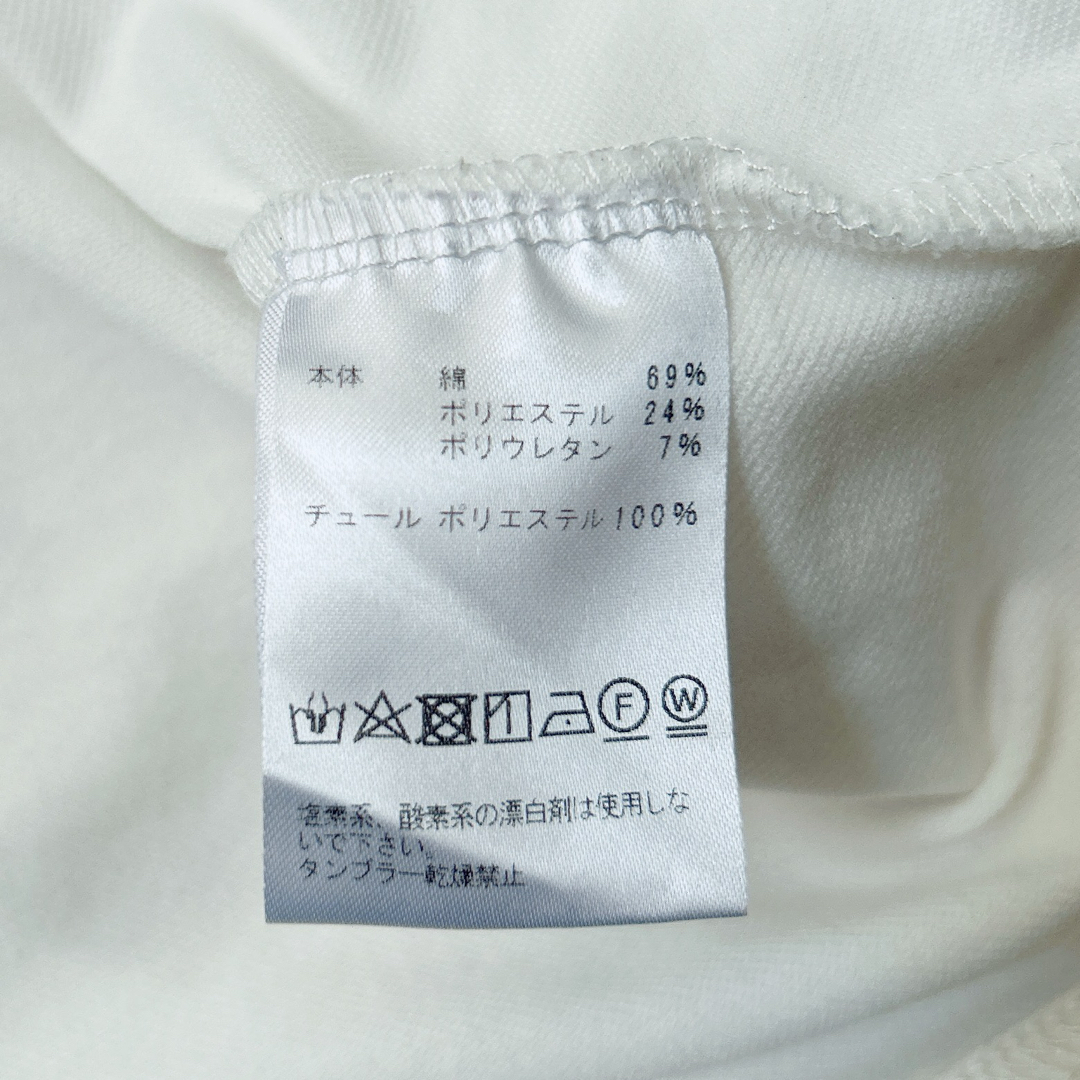 本体 綿 69%
ポリエステル 24%
ポリウレタン 7%
チュール ポリエステル 100%
F W
塩素系、酸素系の漂白剤は使用しな
いで下さい。
タンブラー乾燥禁止